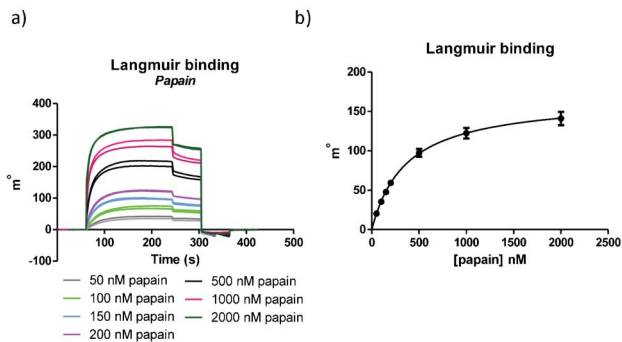 a)
Langmuir binding
Papain
400
300
200
100
0
-100
m°
100
200
300
400
500
Time (s)
50 nM papain
100 nM papain
150 nM papain
200 nM papain
500 nM papain
1000 nM papain
2000 nM papain
b)
Langmuir binding
200
150
100
50
0
m°
0
500
1000
1500
2000
2500
[papain] nM